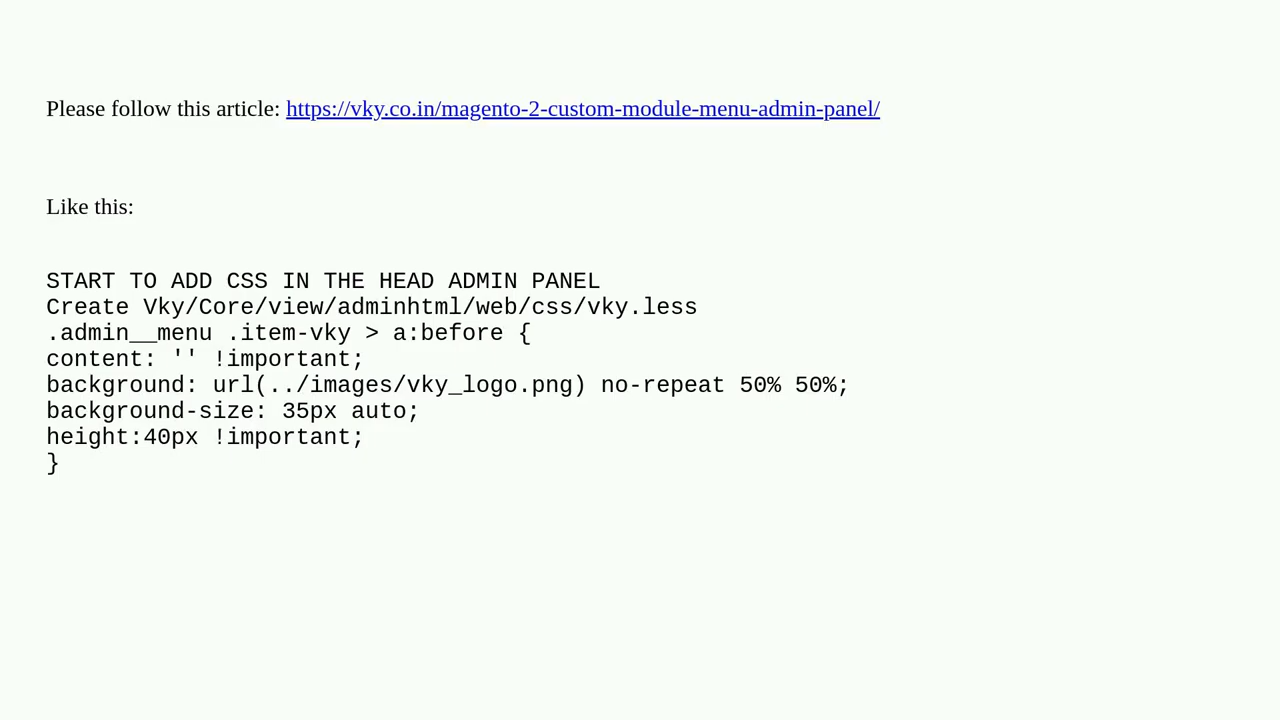 Please follow this article: https://vky.co.in/magento-2-custom-module-menu-admin-panel/
Like this:
START TO ADD CSS IN THE HEAD ADMIN PANEL
Create Vky/Core/view/adminhtml/web/css/vky.less
.admin__menu .item-vky > a:before {
content: '' !important;
background: url(../images/vky_logo.png) no-repeat 50% 50%;
background-size: 35px auto;
height:40px !important;
}